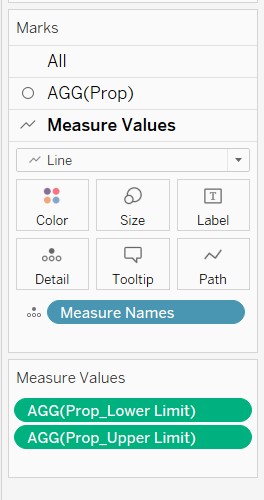 Marks
All
AGG(Prop)
Measure Values
Line
Color Size Label
Detail Tooltip Path
Measure Names
Measure Values
AGG(Prop_Lower Limit)
AGG(Prop_Upper Limit)